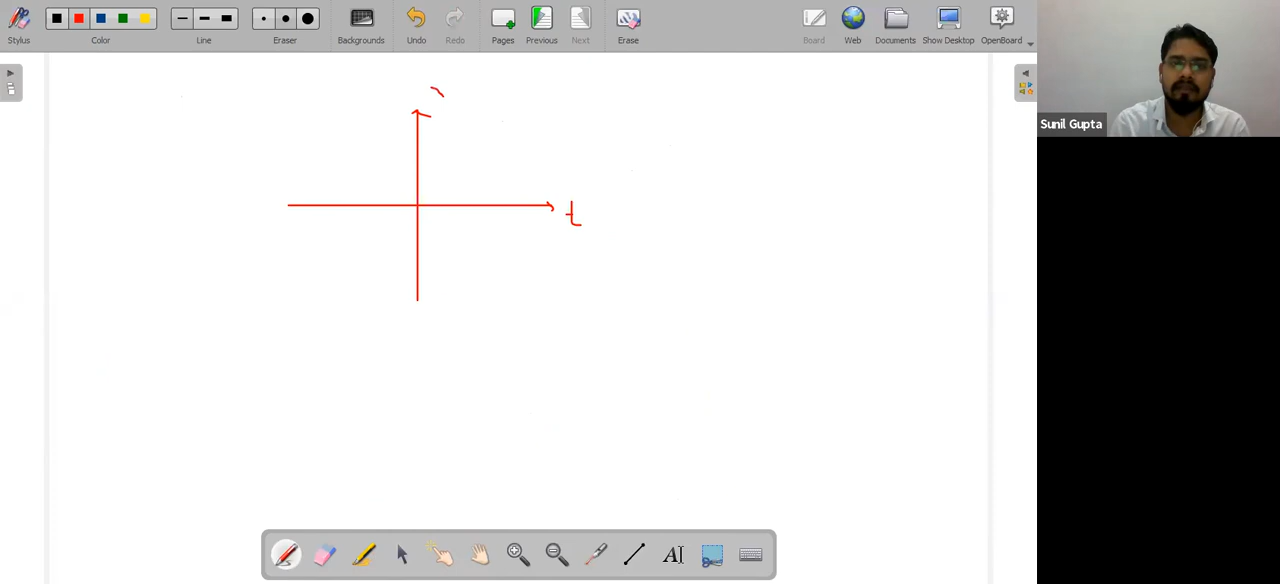 Stylus Color Line Eraser Backgrounds Undo Redo Pages Previous Next Erase Board Web Documents Show Desktop OpenBoard
Sunil Gupta
t
A